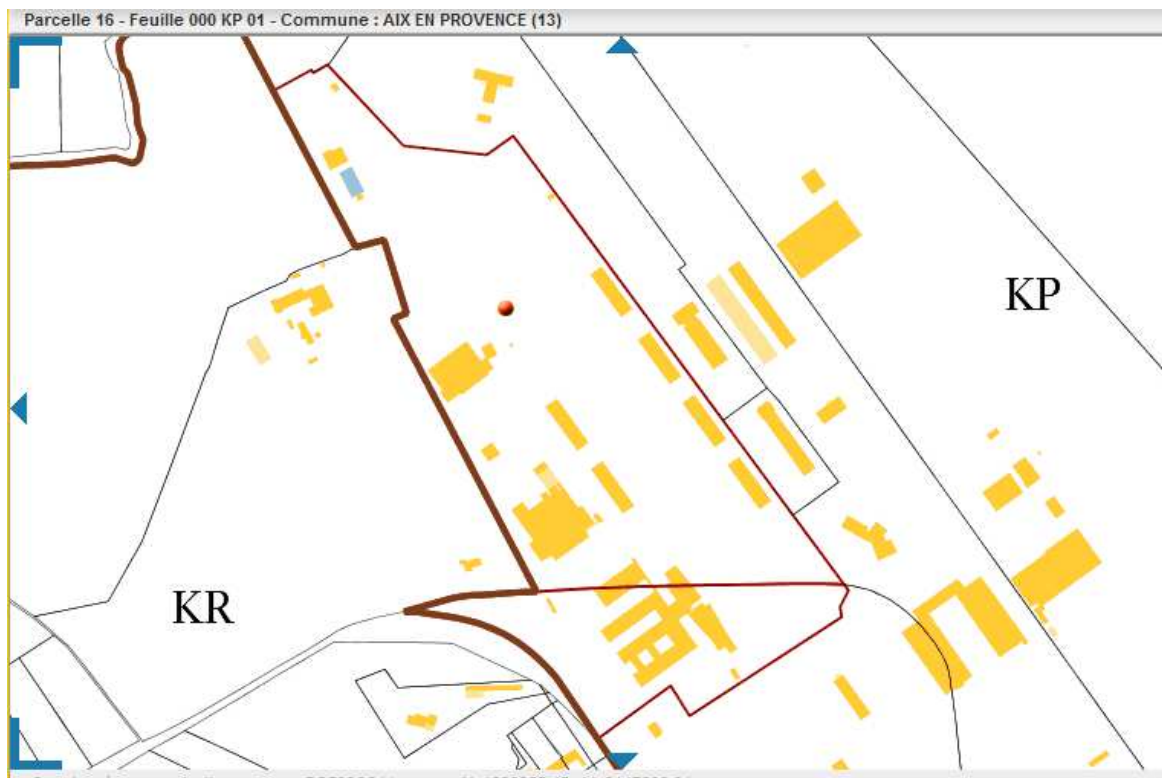 Parcelle 16 - Feuille 000 KP 01 - Commune : AIX EN PROVENCE (13)
KP
KR